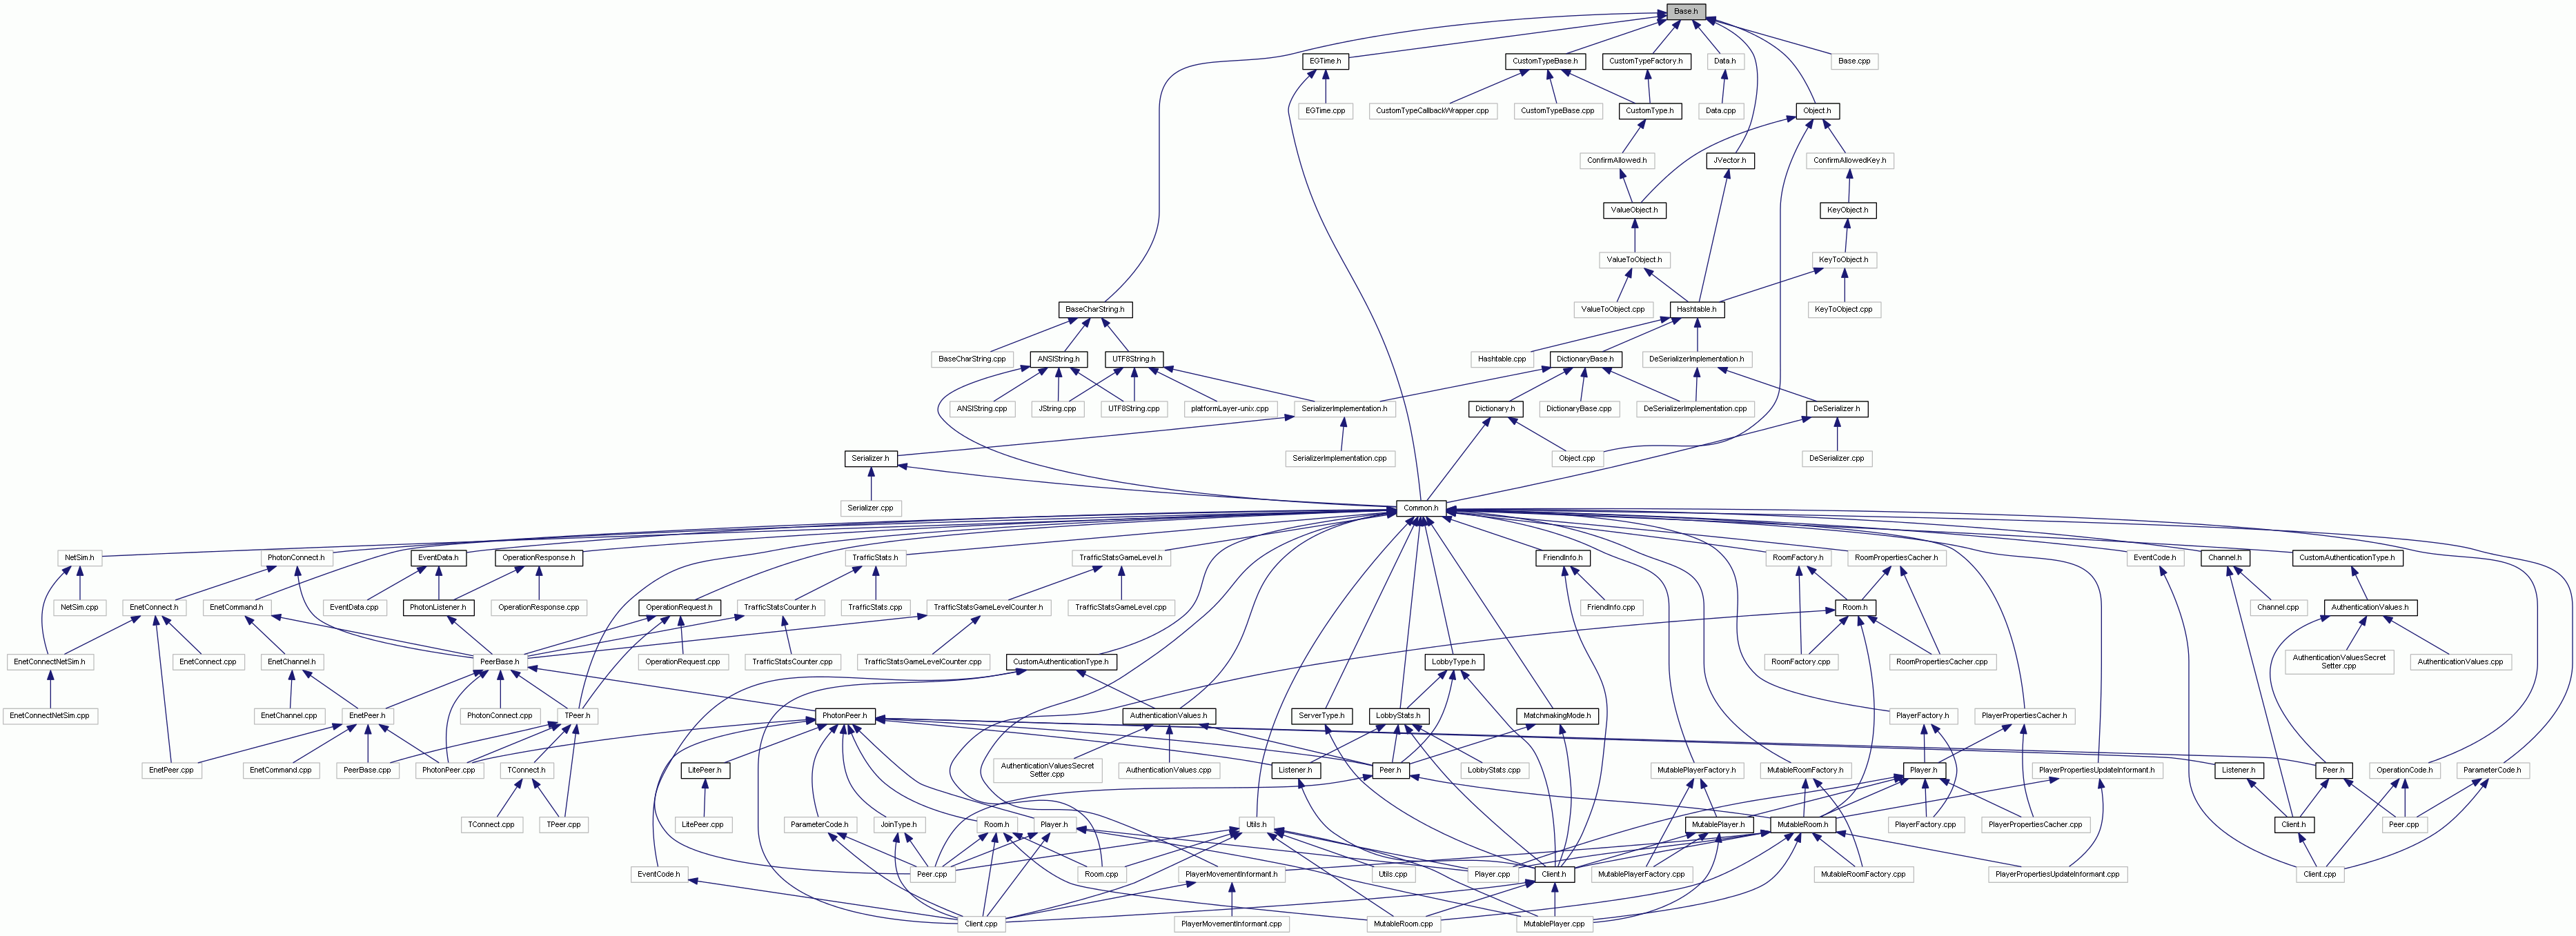 Base.h
EGTime.h
CustomTypeBase.h
CustomTypeFactory.h
Data.h
Base.cpp
EGTime.cpp
CustomTypeCallbackWrapper.cpp
CustomTypeBase.cpp
CustomType.h
Data.cpp
Object.h
ConfirmAllowed.h
JVector.h
ConfirmAllowedKey.h
ValueObject.h
KeyObject.h
ValueToObject.h
KeyToObject.h
BaseCharString.h
ValueToObject.cpp
Hashtable.h
KeyToObject.cpp
BaseCharString.cpp
ANSIString.h
UTF8String.h
Hashtable.cpp
DictionaryBase.h
DeSerializerImplementation.h
ANSIString.cpp
JString.cpp
UTF8String.cpp
platformLayer-unix.cpp
SerializerImplementation.h
Dictionary.h
DictionaryBase.cpp
DeSerializerImplementation.cpp
DeSerializer.h
Serializer.h
SerializerImplementation.cpp
Object.cpp
DeSerializer.cpp
Serializer.cpp
Common.h
NetSim.h
PhotonConnect.h
EventData.h
OperationResponse.h
TrafficStats.h
TrafficStatsGameLevel.h
FriendInfo.h
RoomFactory.h
RoomPropertiesCacher.h
EventCode.h
Channel.h
CustomAuthenticationType.h
NetSim.cpp
EnetConnect.h
EnetCommand.h
EventData.cpp
PhotonListener.h
OperationResponse.cpp
OperationRequest.h
TrafficStatsCounter.h
TrafficStats.cpp
TrafficStatsGameLevelCounter.h
TrafficStatsGameLevel.cpp
FriendInfo.cpp
Room.h
Channel.cpp
AuthenticationValues.h
EnetConnectNetSim.h
EnetConnect.cpp
EnetChannel.h
PeerBase.h
OperationRequest.cpp
TrafficStatsCounter.cpp
TrafficStatsGameLevelCounter.cpp
CustomAuthenticationType.h
LobbyType.h
RoomFactory.cpp
RoomPropertiesCacher.cpp
AuthenticationValuesSecret
Setter.cpp
AuthenticationValues.cpp
EnetConnectNetSim.cpp
EnetChannel.cpp
EnetPeer.h
PhotonConnect.cpp
TPeer.h
PhotonPeer.h
AuthenticationValues.h
ServerType.h
LobbyStats.h
MatchmakingMode.h
PlayerFactory.h
PlayerPropertiesCacher.h
EnetPeer.cpp
EnetCommand.cpp
PeerBase.cpp
PhotonPeer.cpp
TConnect.h
LitePeer.h
AuthenticationValuesSecret
Setter.cpp
AuthenticationValues.cpp
Listener.h
Peer.h
LobbyStats.cpp
MutablePlayerFactory.h
MutableRoomFactory.h
Player.h
PlayerPropertiesUpdateInformant.h
Listener.h
Peer.h
OperationCode.h
ParameterCode.h
TConnect.cpp
TPeer.cpp
LitePeer.cpp
ParameterCode.h
JoinType.h
Room.h
Player.h
Utils.h
MutablePlayer.h
MutableRoom.h
PlayerFactory.cpp
PlayerPropertiesCacher.cpp
Client.h
Peer.cpp
EventCode.h
Peer.cpp
Room.cpp
PlayerMovementInformant.h
Utils.cpp
Player.cpp
Client.h
MutablePlayerFactory.cpp
MutableRoomFactory.cpp
PlayerPropertiesUpdateInformant.cpp
Client.cpp
Client.cpp
PlayerMovementInformant.cpp
MutableRoom.cpp
MutablePlayer.cpp